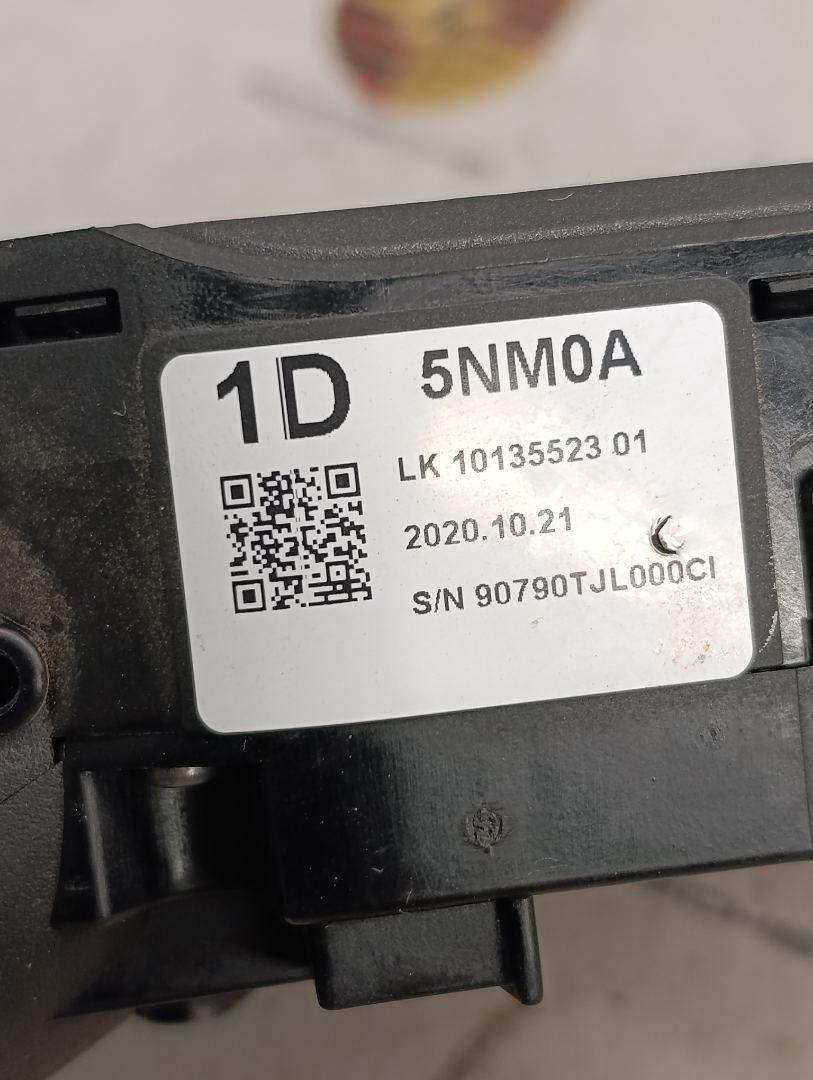 1D 5NM0A
LK 10135523 01
2020.10.21
S/N 90790TJL000CI